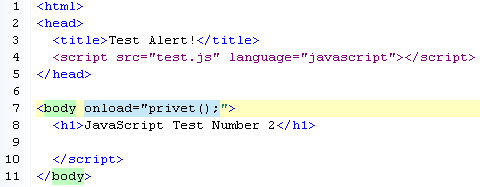 1 <html>
2 <head>
3 <title>Test Alert!</title>
4 <script src="test.js" language="javascript"></script>
5 </head>
6
7 <body onload="privet();">
8 <h1>JavaScript Test Number 2</h1>
9
10 </script>
11 </body>